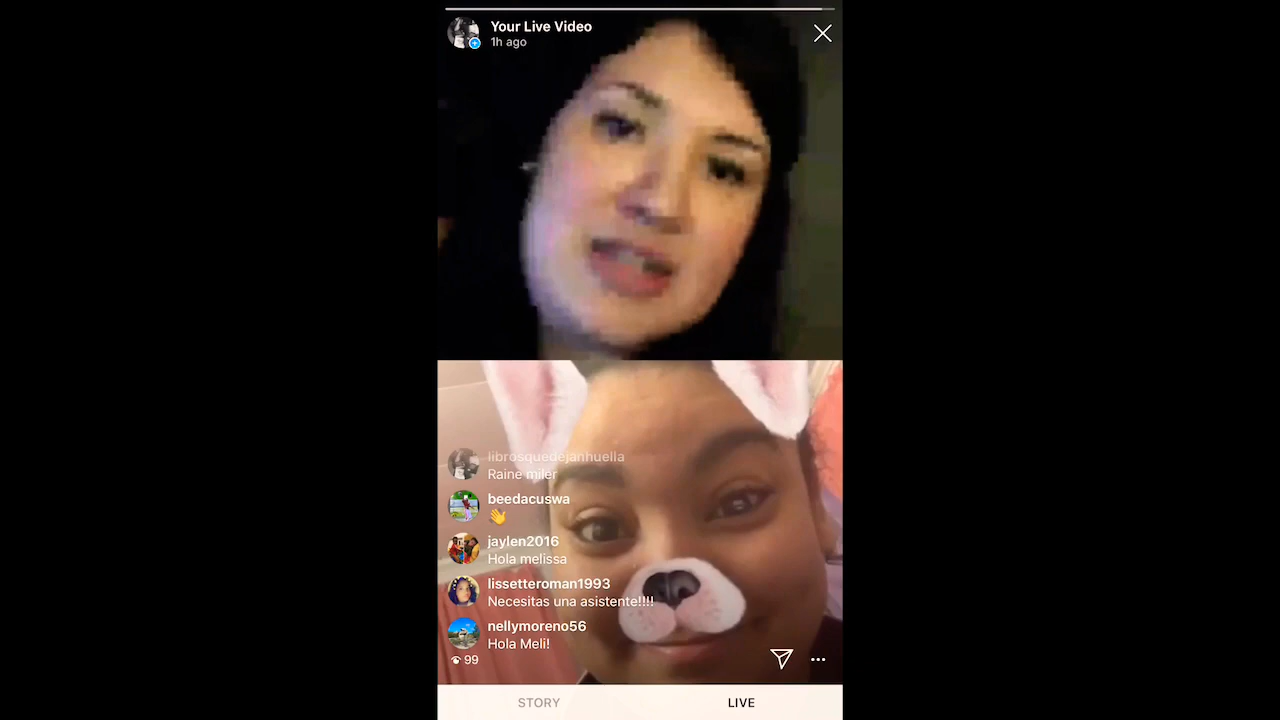 Your Live Video
1h ago
librosquedejanhuella
Raine miler
beedacuswa
jaylen2016
Hola melissa
lissetteroman1993
Necesitas una asistente!!!!
nellymoreno56
Hola Meli!
99
STORY
LIVE